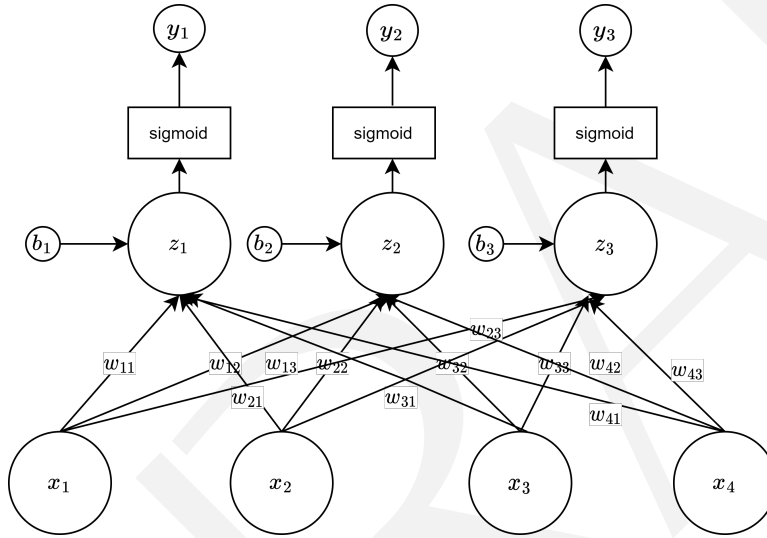 y₁ y₂ y₃
sigmoid sigmoid sigmoid
b₁ z₁ b₂ z₂ b₃ z₃
w₂₃
w₁₁ w₁₂ w₁₃ w₂₂ w₃₂ w₃₃ w₄₂ w₄₃
w₂₁ w₃₁ w₄₁
x₁ x₂ x₃ x₄